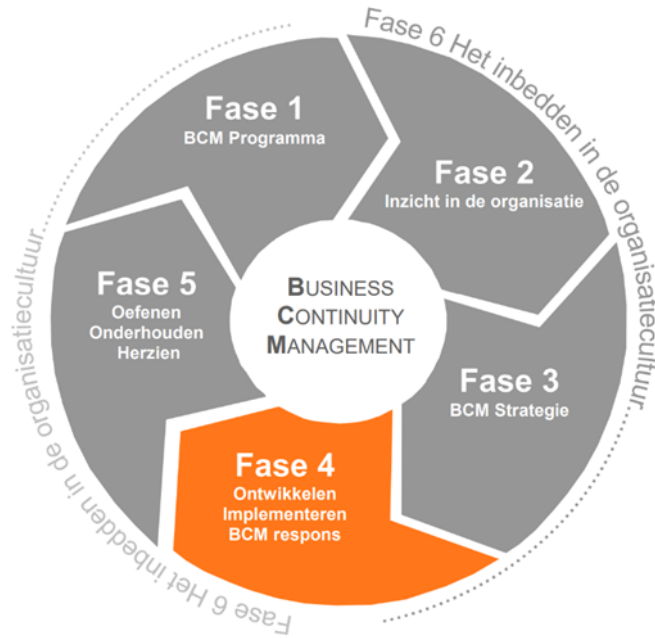 Fase 6 Het inbedden in de organisatiecultuur
Fase 1
BCM Programma
Fase 2
Inzicht in de organisatie
Fase 3
BCM Strategie
Fase 4
Ontwikkelen
Implementeren
BCM respons
Fase 5
Oefenen
Onderhouden
Herzien
BUSINESS
CONTINUITY
MANAGEMENT
Fase 6 Het inbedden in de organisatiecultuur